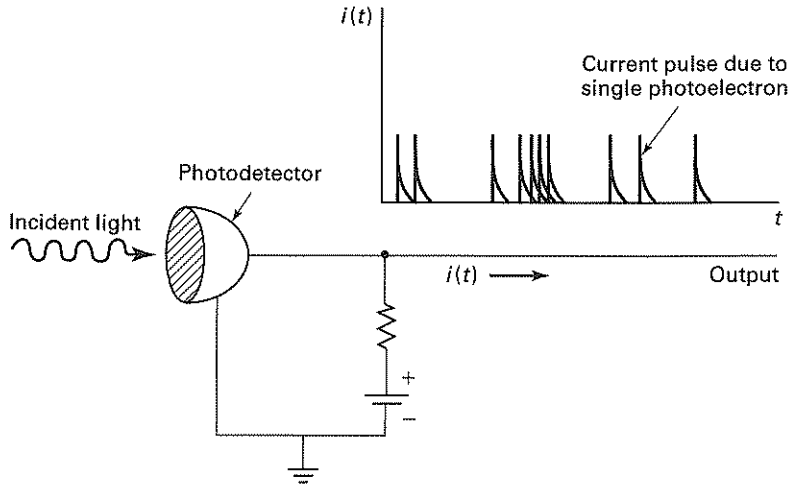 i(t)
Current pulse due to
single photoelectron
Photodetector
t
Incident light
i(t)
Output
+
−